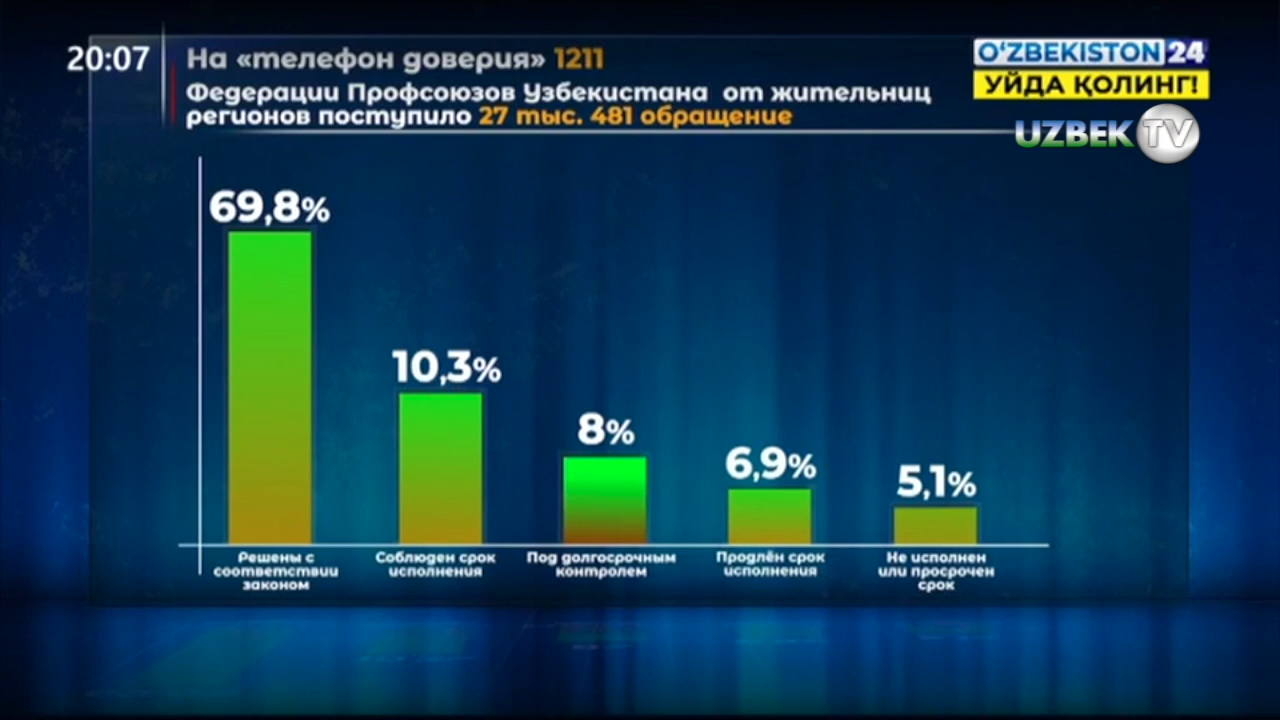 20:07
На «телефон доверия» 1211
Федерации Профсоюзов Узбекистана от жительниц
регионов поступило 27 тыс. 481 обращение
O‘ZBEKISTON 24
УЙДА ҚОЛИНГ!
UZBEK TV
69,8%
10,3%
8%
6,9%
5,1%
Решены с
соответствии
законом
Соблюден срок
исполнения
Под долгосрочным
контролем
Продлён срок
исполнения
Не исполнен
или просрочен
срок